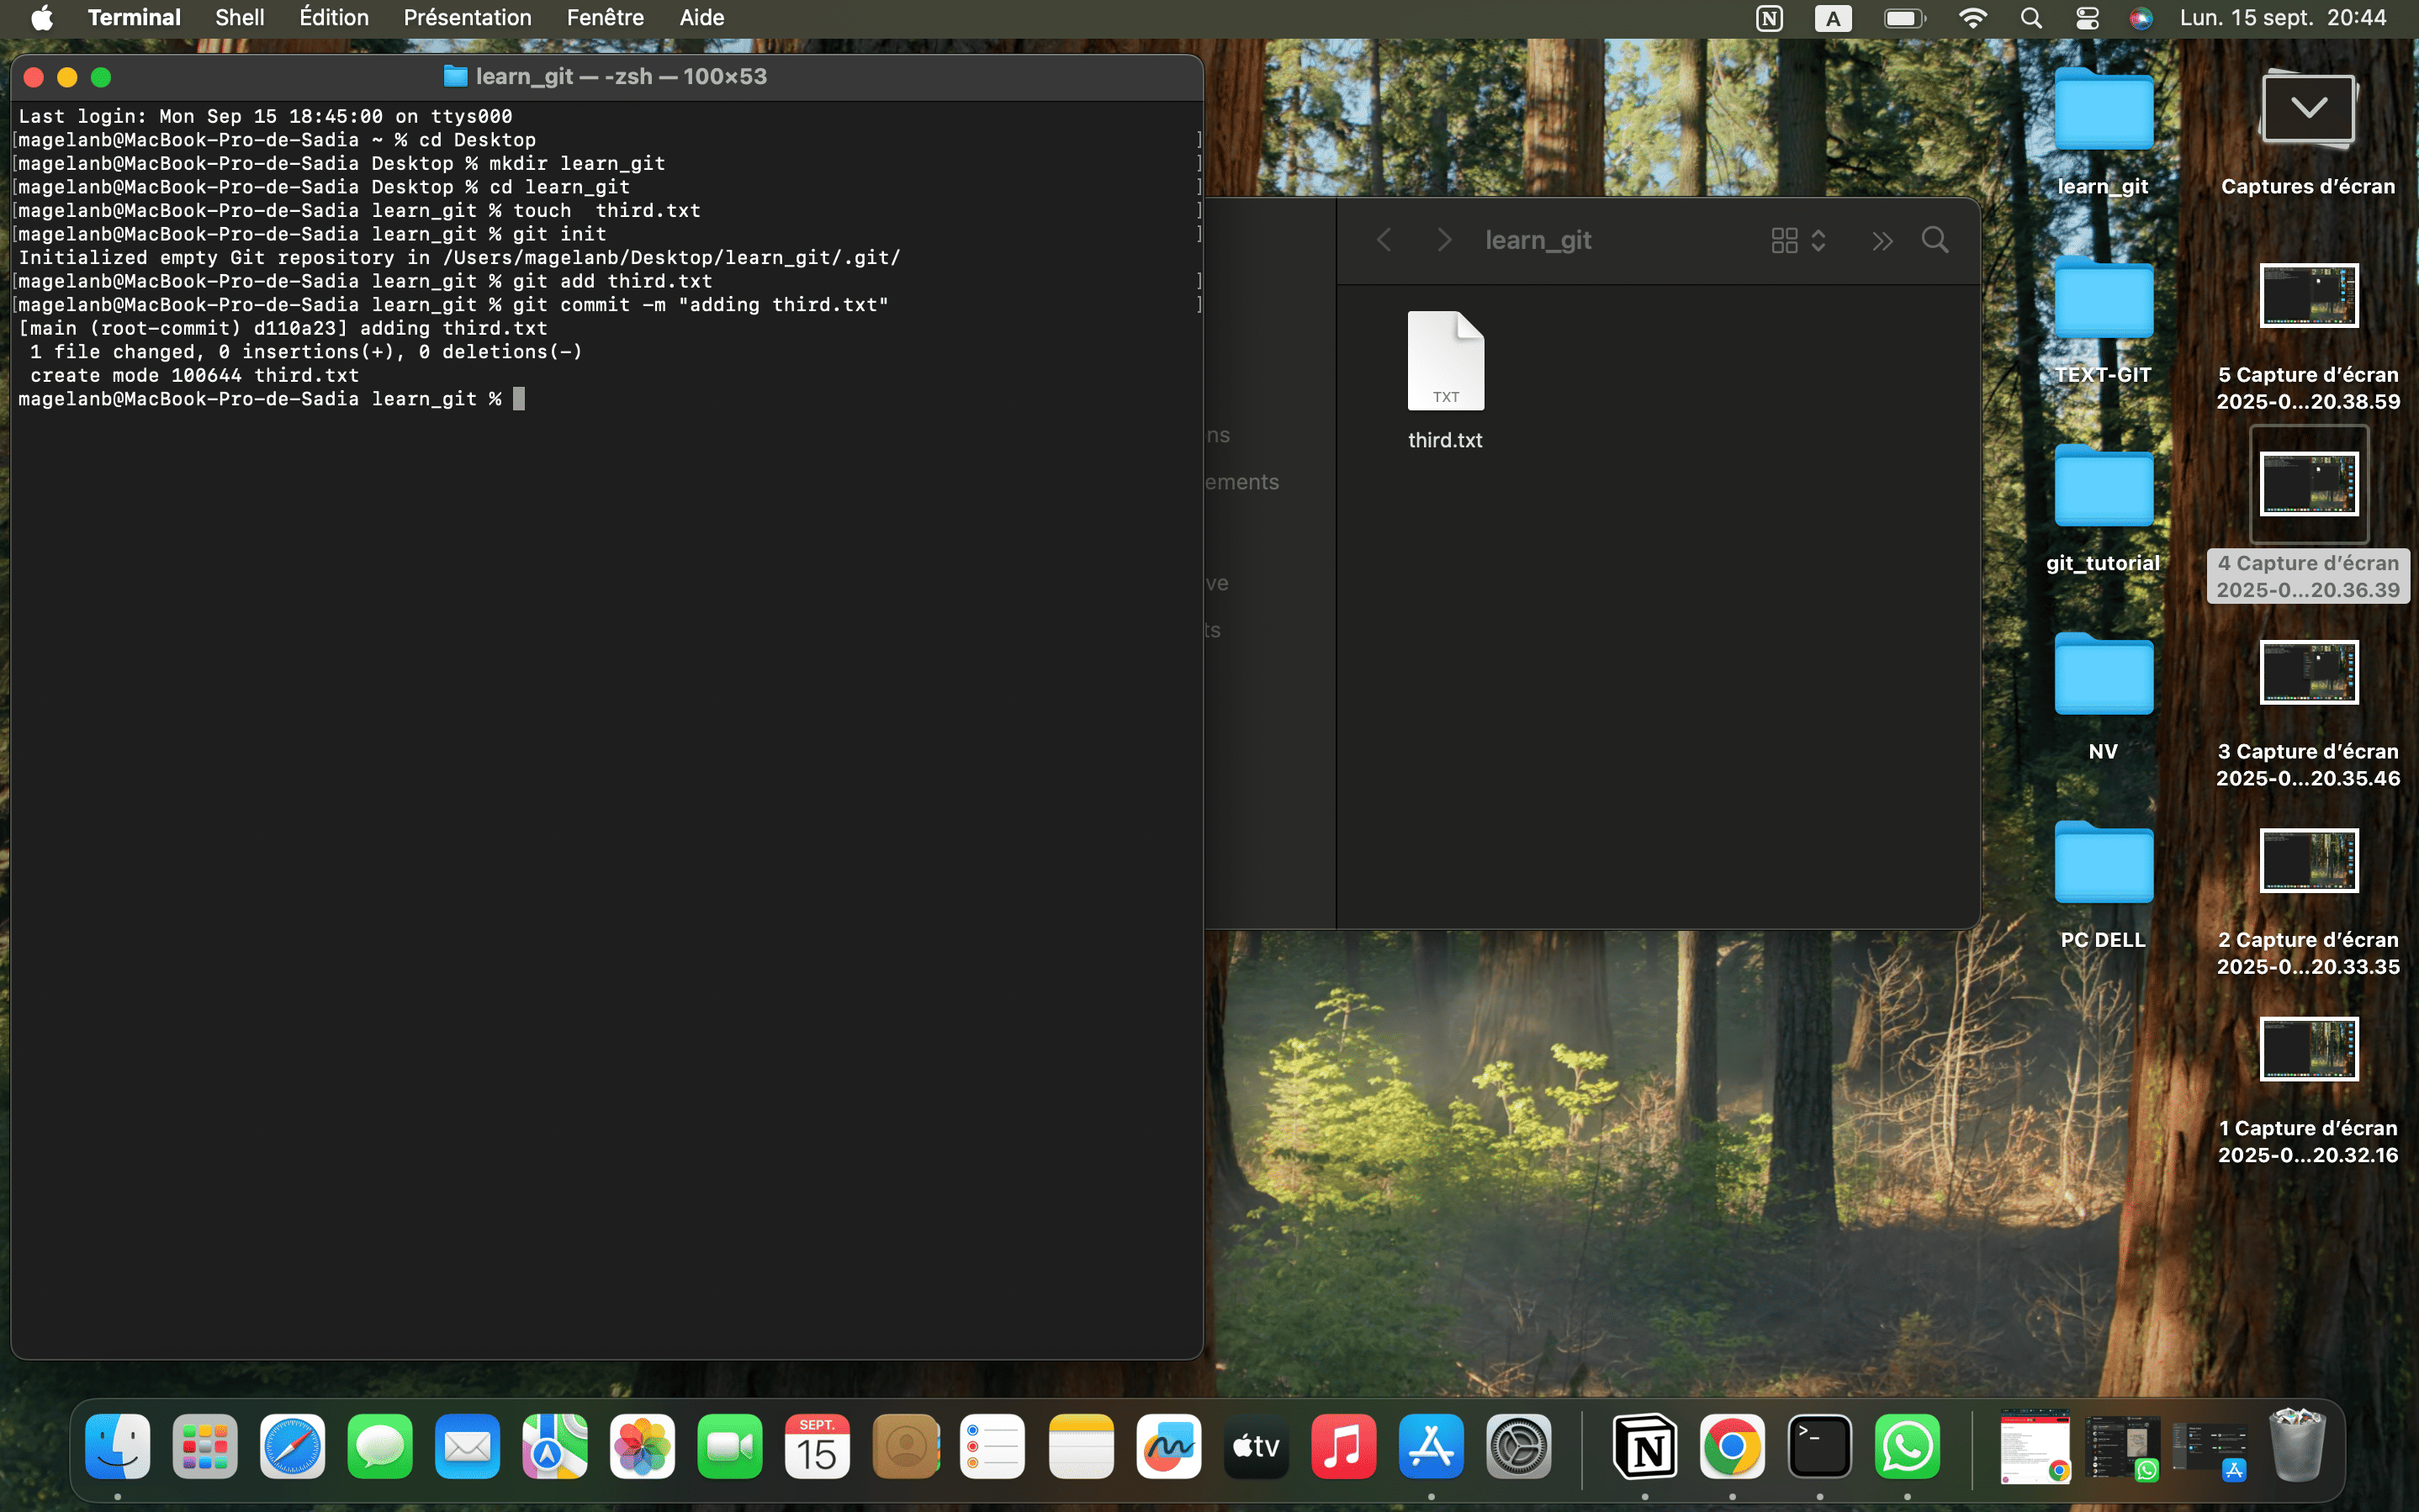 Terminal Shell Édition Présentation Fenêtre Aide
N A Lun. 15 sept. 20:44
learn_git — -zsh — 100×53
Last login: Mon Sep 15 18:45:00 on ttys000
[magelanb@MacBook-Pro-de-Sadia ~ % cd Desktop ]
[magelanb@MacBook-Pro-de-Sadia Desktop % mkdir learn_git ]
[magelanb@MacBook-Pro-de-Sadia Desktop % cd learn_git ]
[magelanb@MacBook-Pro-de-Sadia learn_git % touch  third.txt ]
[magelanb@MacBook-Pro-de-Sadia learn_git % git init ]
Initialized empty Git repository in /Users/magelanb/Desktop/learn_git/.git/
[magelanb@MacBook-Pro-de-Sadia learn_git % git add third.txt ]
[magelanb@MacBook-Pro-de-Sadia learn_git % git commit -m "adding third.txt" ]
[main (root-commit) d110a23] adding third.txt
1 file changed, 0 insertions(+), 0 deletions(-)
create mode 100644 third.txt
magelanb@MacBook-Pro-de-Sadia learn_git %
learn_git
TXT
third.txt
ns
ements
ve
ts
learn_git
TEXT-GIT
git_tutorial
NV
PC DELL
Captures d'écran
5 Capture d'écran
2025-0...20.38.59
4 Capture d'écran
2025-0...20.36.39
3 Capture d'écran
2025-0...20.35.46
2 Capture d'écran
2025-0...20.33.35
1 Capture d'écran
2025-0...20.32.16
SEPT.
15
tv
N
>_